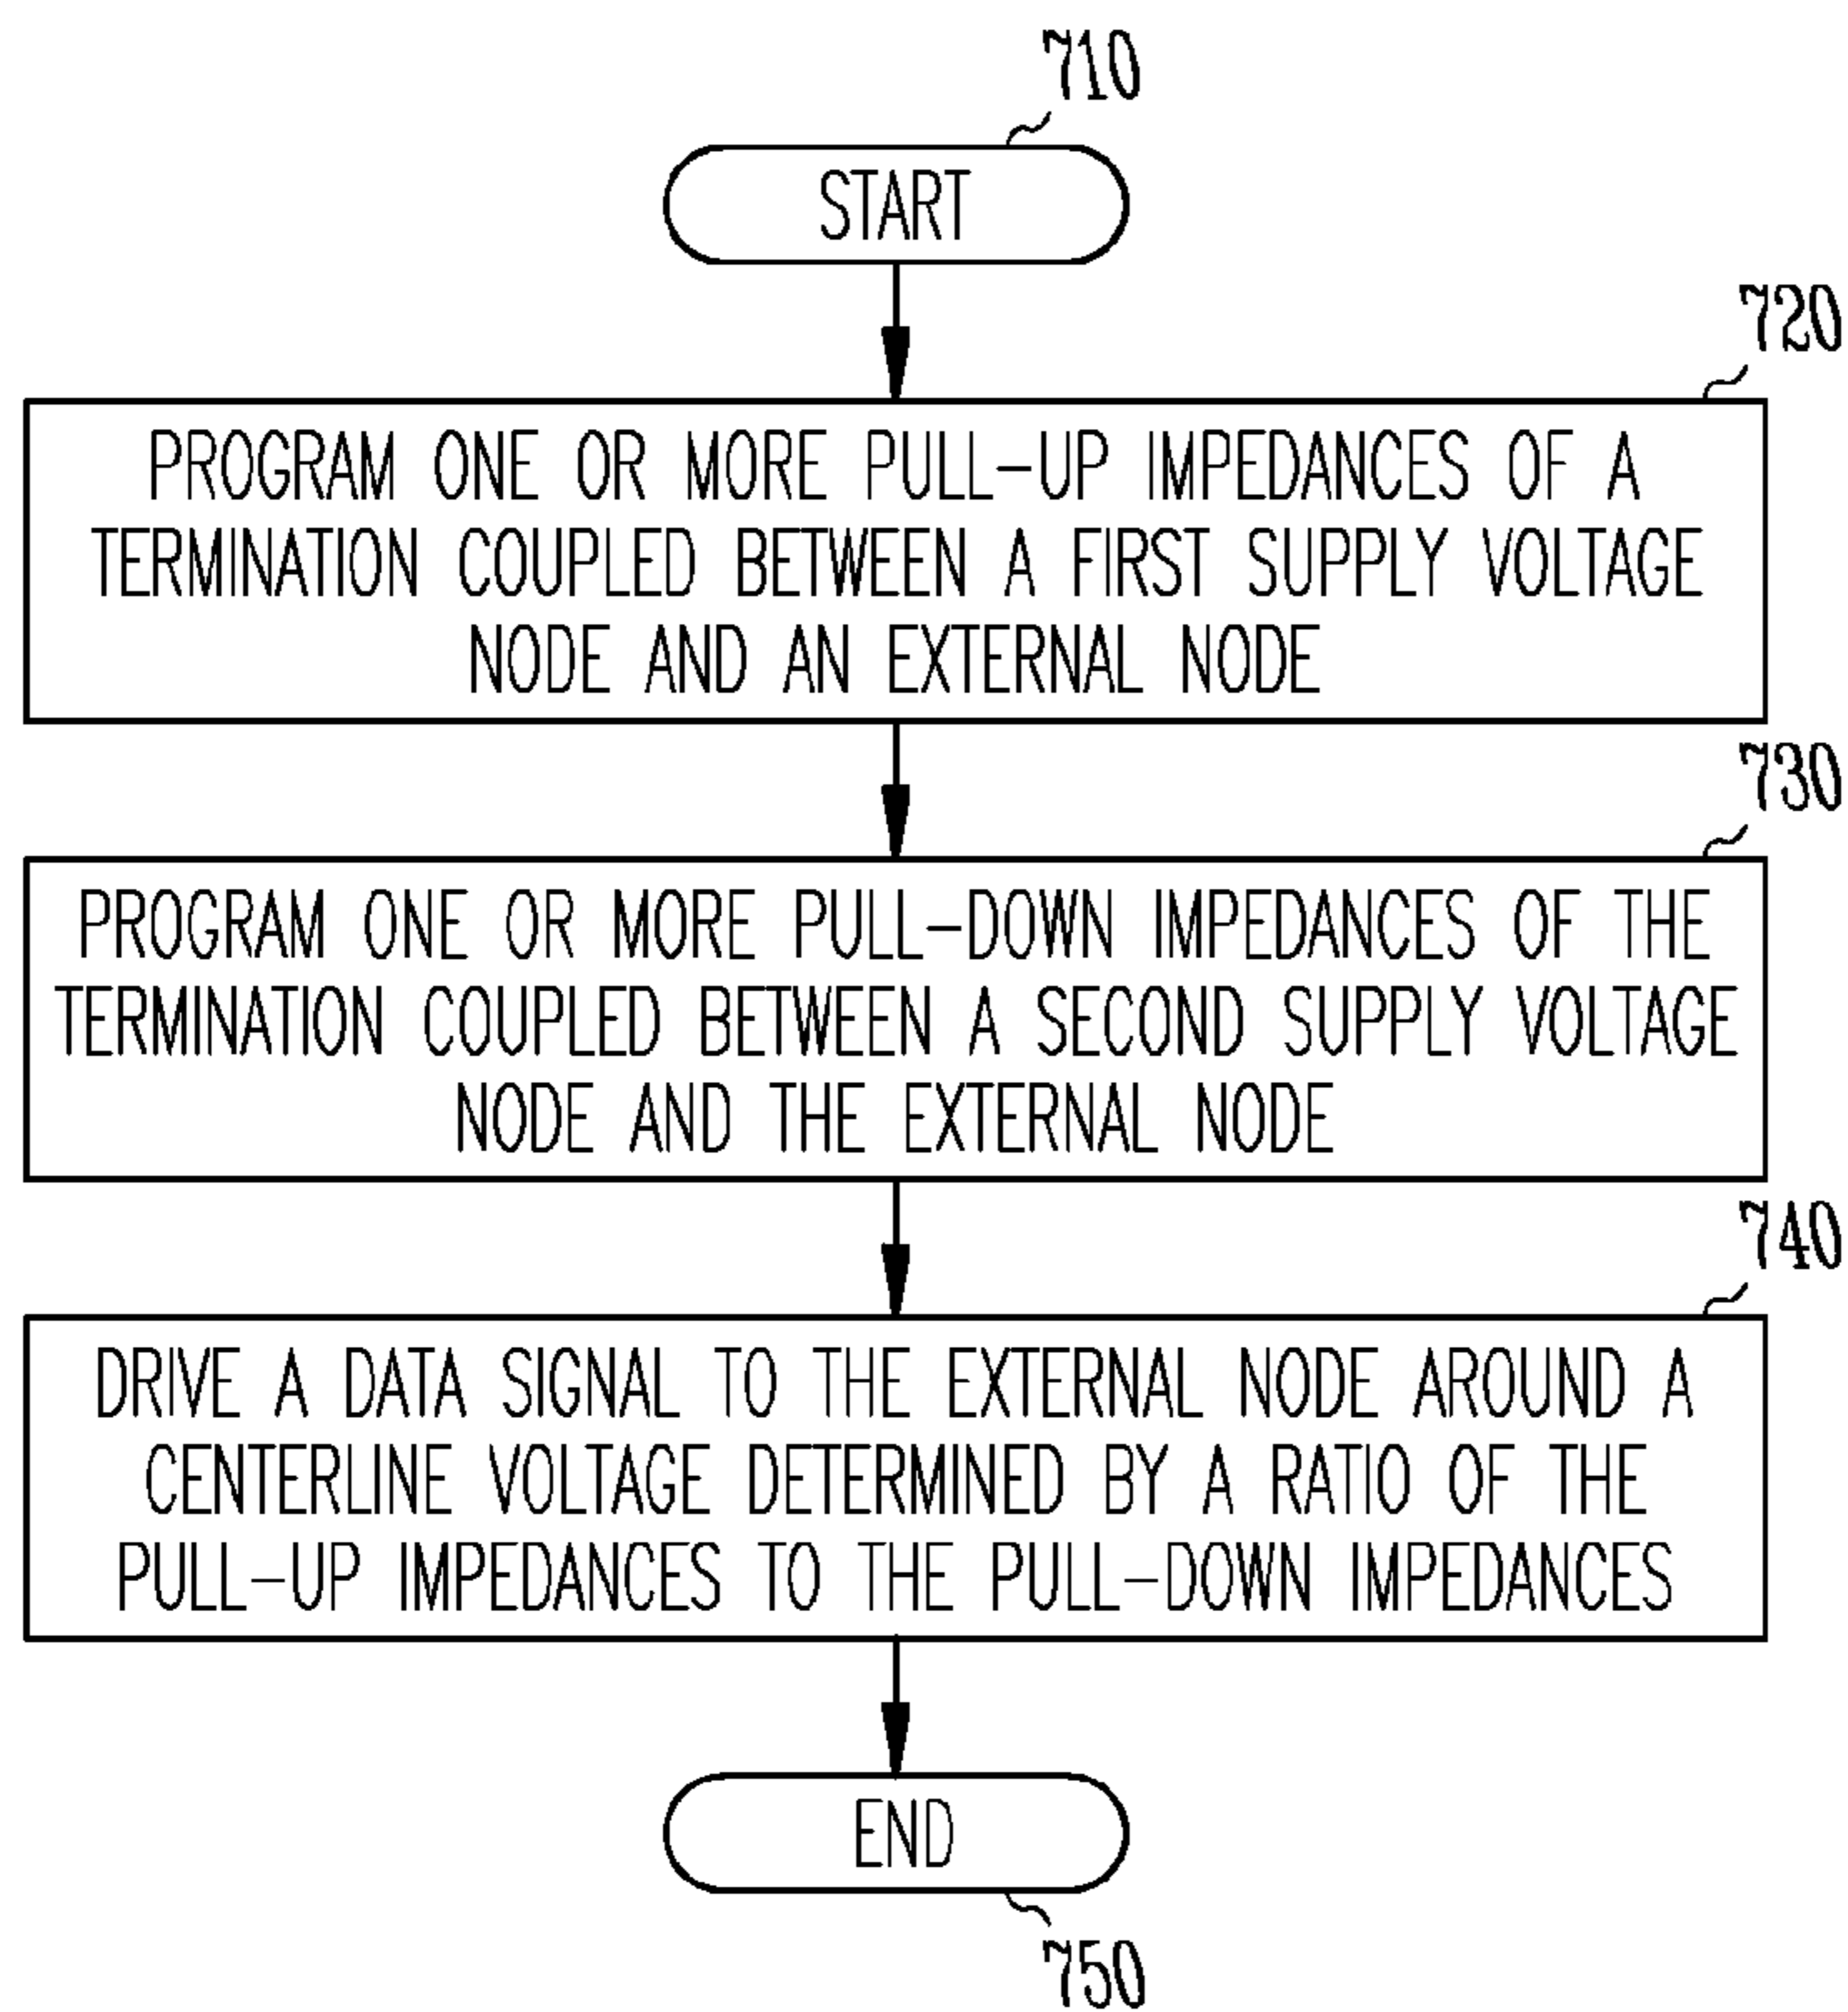 710
START
720
PROGRAM ONE OR MORE PULL-UP IMPEDANCES OF A
TERMINATION COUPLED BETWEEN A FIRST SUPPLY VOLTAGE
NODE AND AN EXTERNAL NODE
730
PROGRAM ONE OR MORE PULL-DOWN IMPEDANCES OF THE
TERMINATION COUPLED BETWEEN A SECOND SUPPLY VOLTAGE
NODE AND THE EXTERNAL NODE
740
DRIVE A DATA SIGNAL TO THE EXTERNAL NODE AROUND A
CENTERLINE VOLTAGE DETERMINED BY A RATIO OF THE
PULL-UP IMPEDANCES TO THE PULL-DOWN IMPEDANCES
END
750